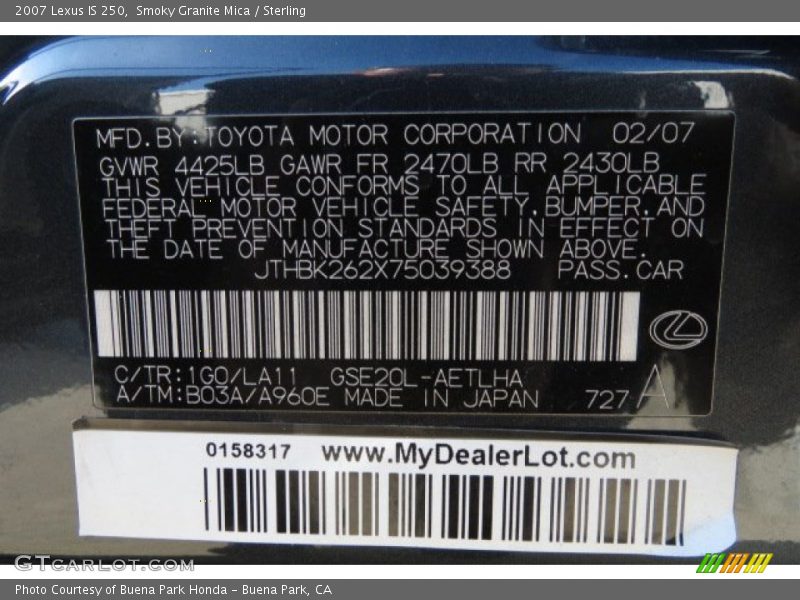 2007 Lexus IS 250, Smoky Granite Mica / Sterling
MFD.BY:TOYOTA MOTOR CORPORATION 02/07
GVWR 4425LB GAWR FR 2470LB RR 2430LB
THIS VEHICLE CONFORMS TO ALL APPLICABLE
FEDERAL MOTOR VEHICLE SAFETY,BUMPER,AND
THEFT PREVENTION STANDARDS IN EFFECT ON
THE DATE OF MANUFACTURE SHOWN ABOVE.
JTHBK262X75039388 PASS.CAR
C/TR:1G0/LA11 GSE20L-AETLHA
A/TM:B03A/A960E MADE IN JAPAN 727 A
0158317 www.MyDealerLot.com
GTCARLOT.COM
Photo Courtesy of Buena Park Honda - Buena Park, CA